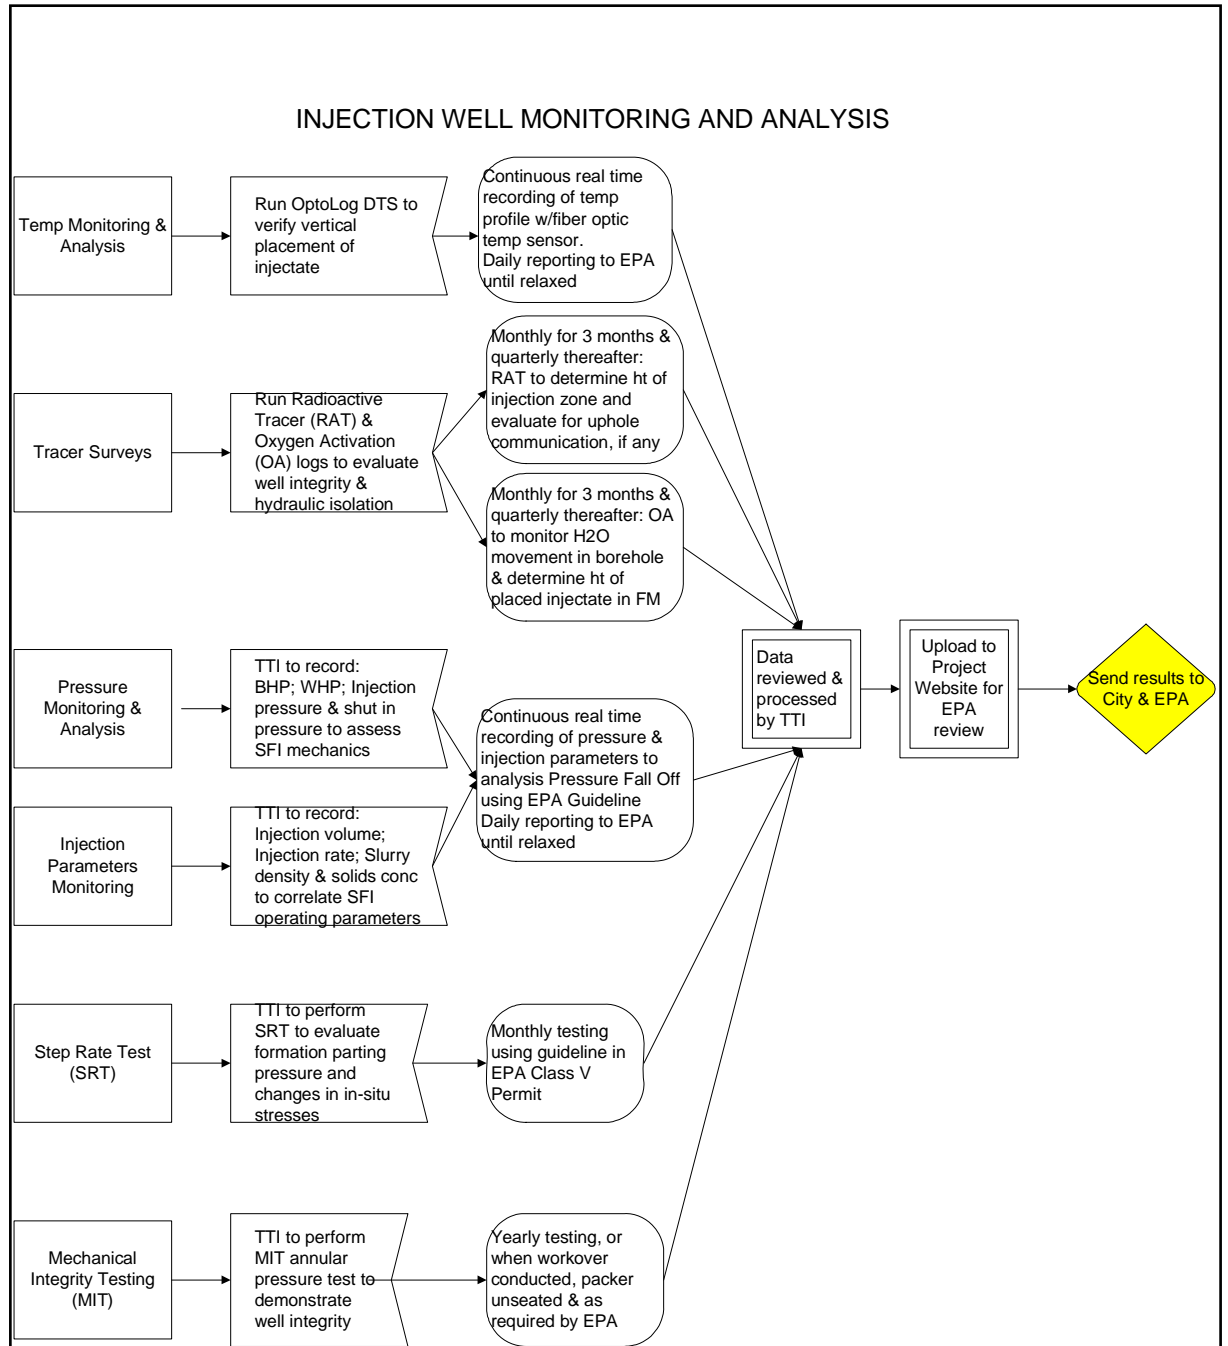 INJECTION WELL MONITORING AND ANALYSIS
Temp Monitoring &
Analysis
Run OptoLog DTS to
verify vertical
placement of
injectate
Continuous real time
recording of temp
profile w/fiber optic
temp sensor.
Daily reporting to EPA
until relaxed
Tracer Surveys
Run Radioactive
Tracer (RAT) &
Oxygen Activation
(OA) logs to evaluate
well integrity &
hydraulic isolation
Monthly for 3 months &
quarterly thereafter:
RAT to determine ht of
injection zone and
evaluate for uphole
communication, if any
Monthly for 3 months &
quarterly thereafter: OA
to monitor H2O
movement in borehole
& determine ht of
placed injectate in FM
Pressure
Monitoring &
Analysis
TTI to record:
BHP; WHP; Injection
pressure & shut in
pressure to assess
SFI mechanics
Injection
Parameters
Monitoring
TTI to record:
Injection volume;
Injection rate; Slurry
density & solids conc
to correlate SFI
operating parameters
Continuous real time
recording of pressure &
injection parameters to
analysis Pressure Fall Off
using EPA Guideline
Daily reporting to EPA
until relaxed
Step Rate Test
(SRT)
TTI to perform
SRT to evaluate
formation parting
pressure and
changes in in-situ
stresses
Monthly testing
using guideline in
EPA Class V
Permit
Mechanical
Integrity Testing
(MIT)
TTI to perform
MIT annular
pressure test to
demonstrate
well integrity
Yearly testing, or
when workover
conducted, packer
unseated & as
required by EPA
Data
reviewed &
processed
by TTI
Upload to
Project
Website for
EPA
review
Send results to
City & EPA